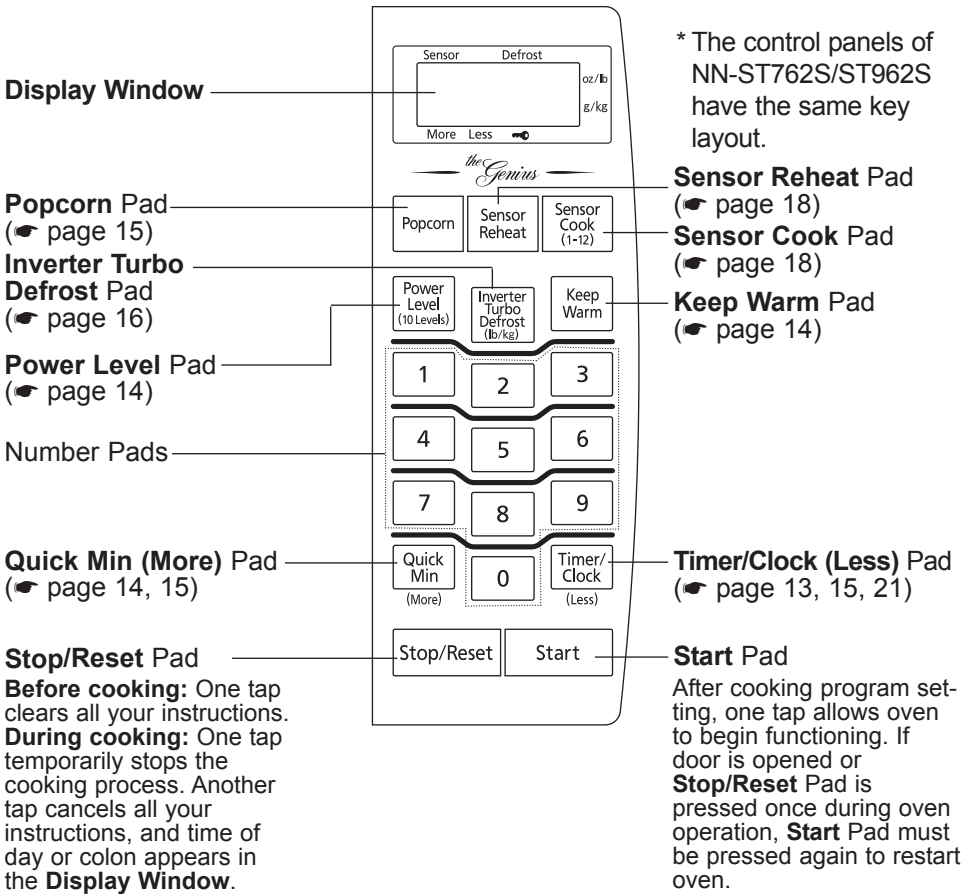 Display Window
Sensor Defrost
oz/lb
g/kg
More Less
* The control panels of
NN-ST762S/ST962S
have the same key
layout.
the Genius
Popcorn Pad
(☛ page 15)
Inverter Turbo
Defrost Pad
(☛ page 16)
Power Level Pad
(☛ page 14)
Number Pads
Quick Min (More) Pad
(☛ page 14, 15)
Stop/Reset Pad
Before cooking: One tap
clears all your instructions.
During cooking: One tap
temporarily stops the
cooking process. Another
tap cancels all your
instructions, and time of
day or colon appears in
the Display Window.
Popcorn
Sensor
Reheat
Sensor
Cook
(1-12)
Power
Level
(10 Levels)
Inverter
Turbo
Defrost
(lb/kg)
Keep
Warm
1
2
3
4
5
6
7
8
9
Quick
Min
(More)
0
Timer/
Clock
(Less)
Stop/Reset
Start
Sensor Reheat Pad
(☛ page 18)
Sensor Cook Pad
(☛ page 18)
Keep Warm Pad
(☛ page 14)
Timer/Clock (Less) Pad
(☛ page 13, 15, 21)
Start Pad
After cooking program set-
ting, one tap allows oven
to begin functioning. If
door is opened or
Stop/Reset Pad is
pressed once during oven
operation, Start Pad must
be pressed again to restart
oven.